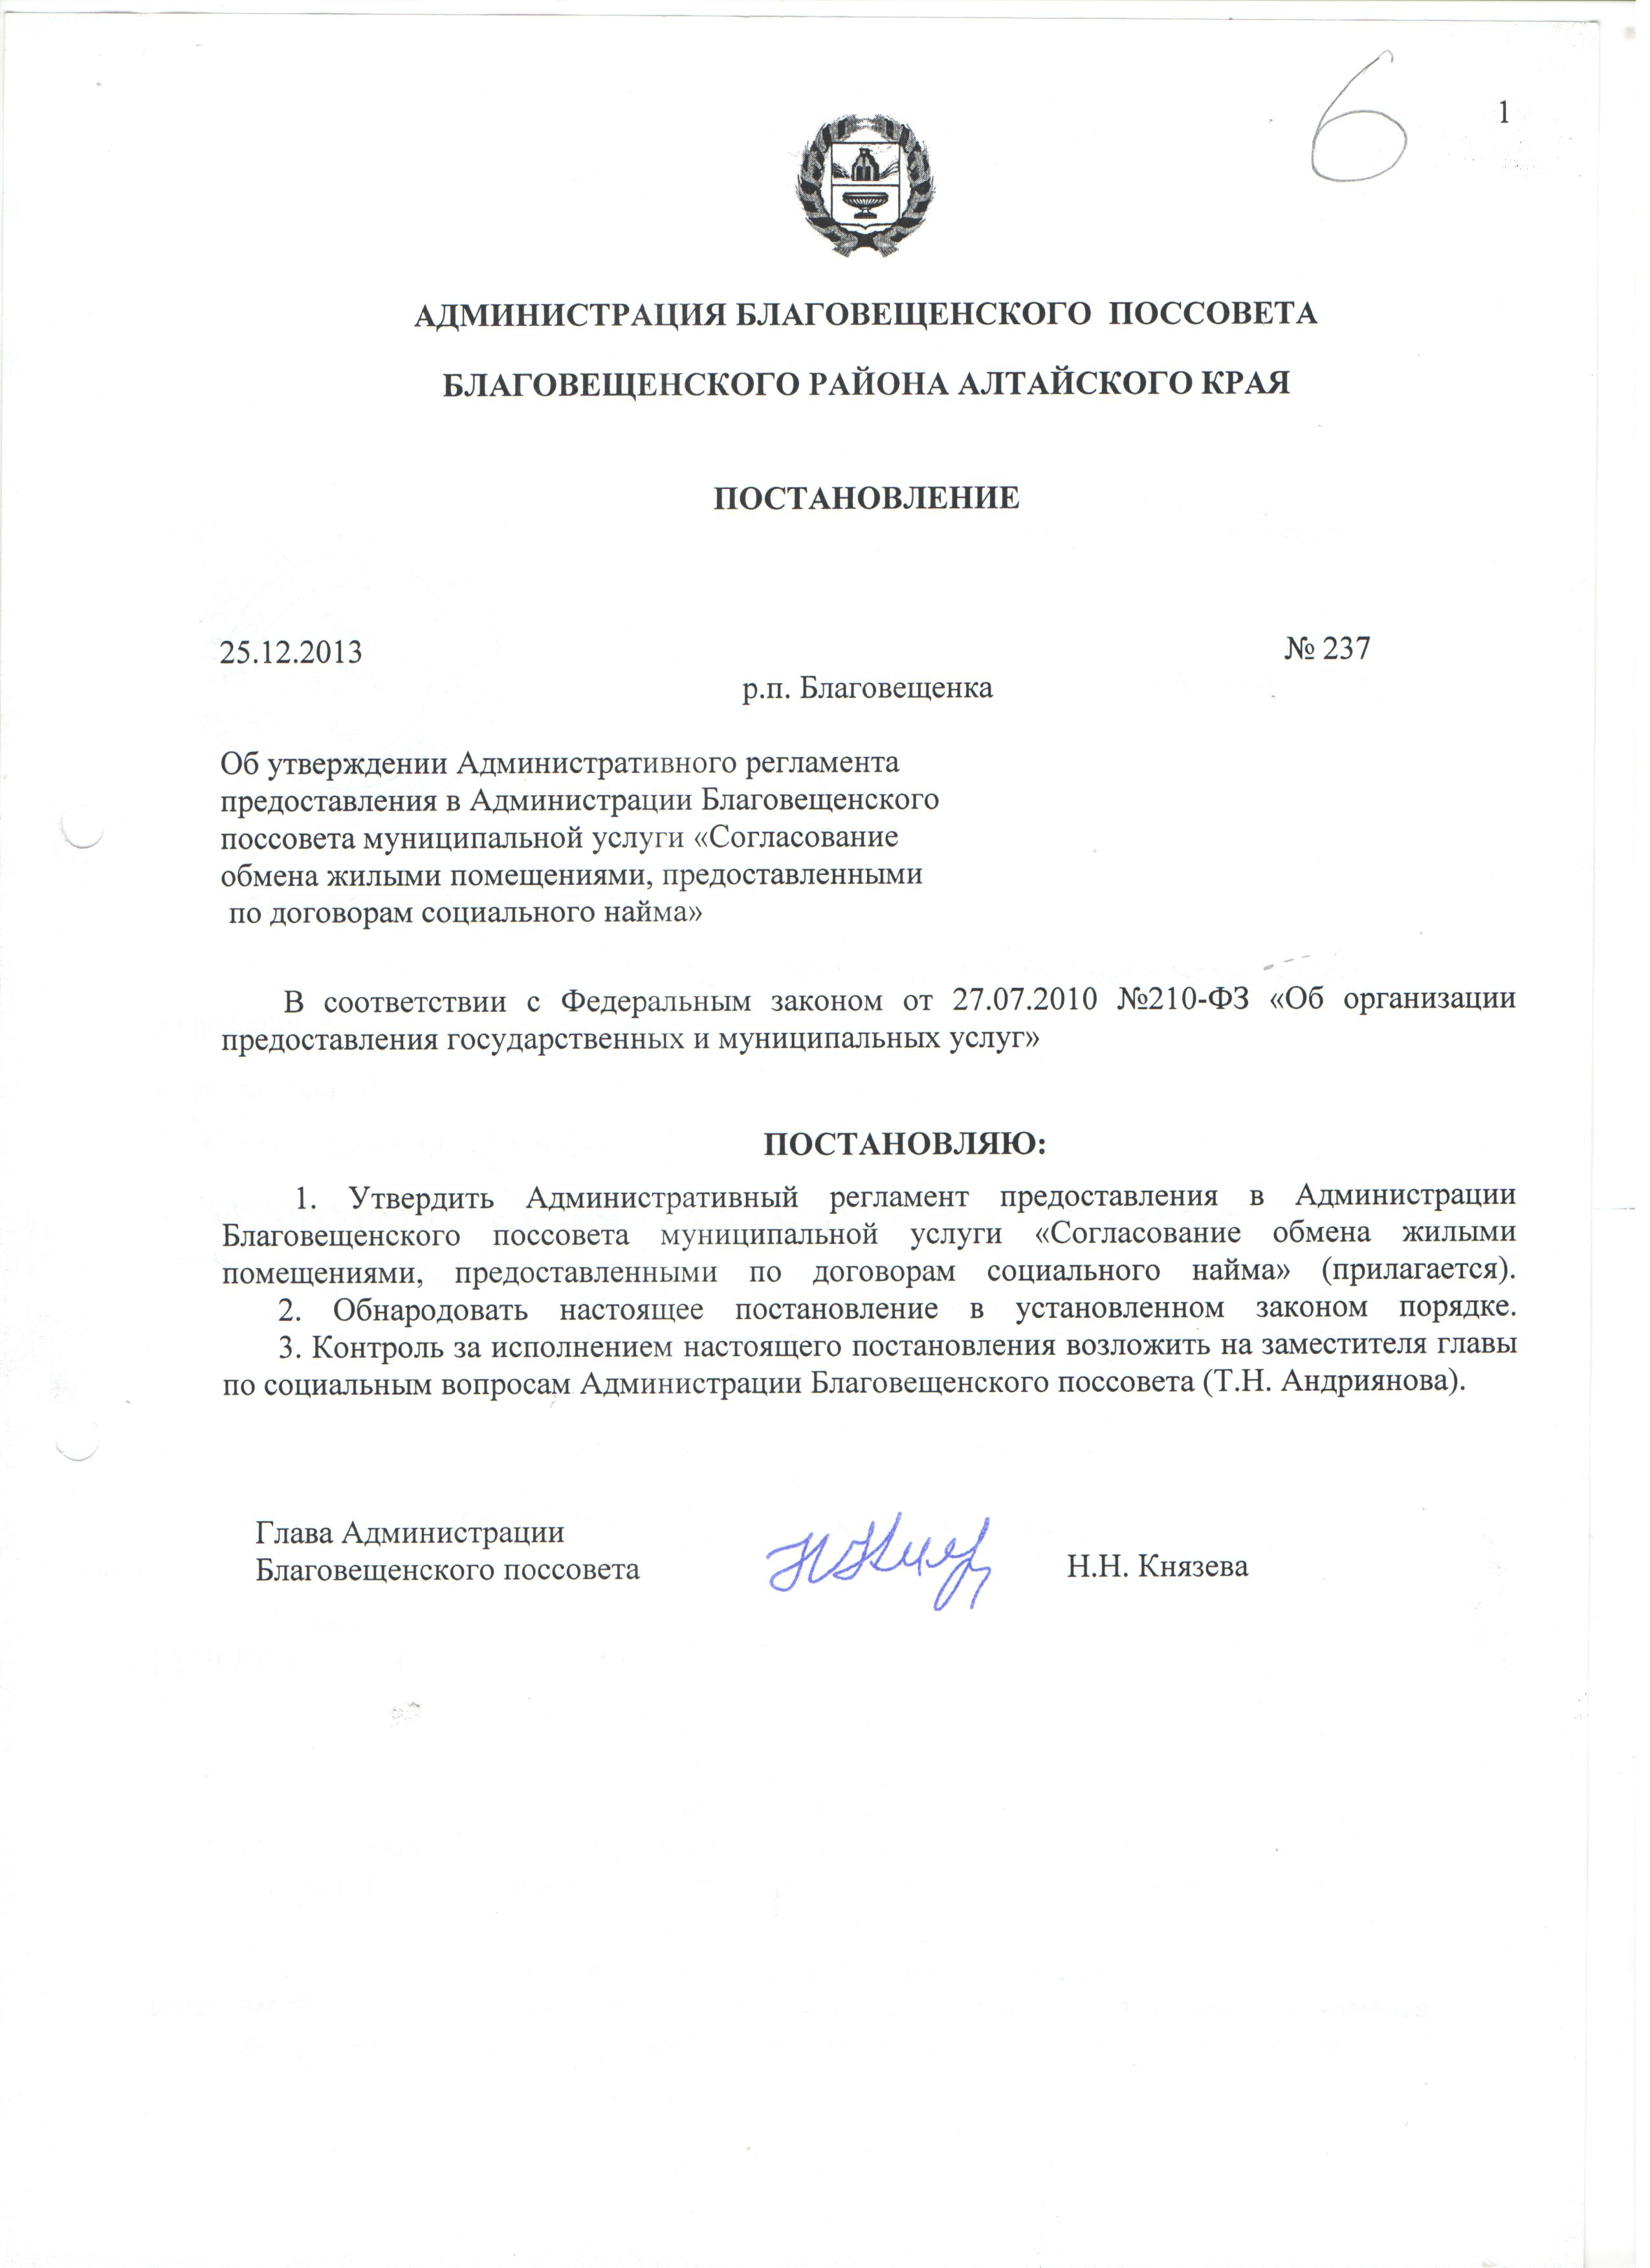 6
1
АДМИНИСТРАЦИЯ БЛАГОВЕЩЕНСКОГО ПОССОВЕТА
БЛАГОВЕЩЕНСКОГО РАЙОНА АЛТАЙСКОГО КРАЯ
ПОСТАНОВЛЕНИЕ
25.12.2013 № 237
р.п. Благовещенка
Об утверждении Административного регламента
предоставления в Администрации Благовещенского
поссовета муниципальной услуги «Согласование
обмена жилыми помещениями, предоставленными
по договорам социального найма»
В соответствии с Федеральным законом от 27.07.2010 №210-ФЗ «Об организации
предоставления государственных и муниципальных услуг»
ПОСТАНОВЛЯЮ:
1. Утвердить Административный регламент предоставления в Администрации
Благовещенского поссовета муниципальной услуги «Согласование обмена жилыми
помещениями, предоставленными по договорам социального найма» (прилагается).
2. Обнародовать настоящее постановление в установленном законом порядке.
3. Контроль за исполнением настоящего постановления возложить на заместителя главы
по социальным вопросам Администрации Благовещенского поссовета (Т.Н. Андриянова).
Глава Администрации
Благовещенского поссовета Н.Н. Князева